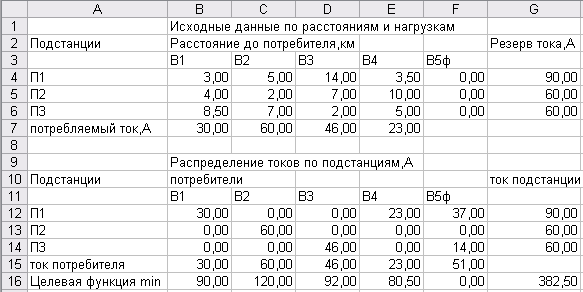 A B C D E F G
1 Исходные данные по расстояниям и нагрузкам
2 Подстанции Расстояние до потребителя,км Резерв тока,А
3 В1 В2 В3 В4 В5ф
4 П1 3,00 5,00 14,00 3,50 0,00 90,00
5 П2 4,00 2,00 7,00 10,00 0,00 60,00
6 П3 8,50 7,00 2,00 5,00 0,00 60,00
7 потребляемый ток,А 30,00 60,00 46,00 23,00
8
9 Распределение токов по подстанциям,А
10 Подстанции потребители ток подстанции
11 В1 В2 В3 В4 В5ф
12 П1 30,00 0,00 0,00 23,00 37,00 90,00
13 П2 0,00 60,00 0,00 0,00 0,00 60,00
14 П3 0,00 0,00 46,00 0,00 14,00 60,00
15 ток потребителя 30,00 60,00 46,00 23,00 51,00
16 Целевая функция min 90,00 120,00 92,00 80,50 0,00 382,50